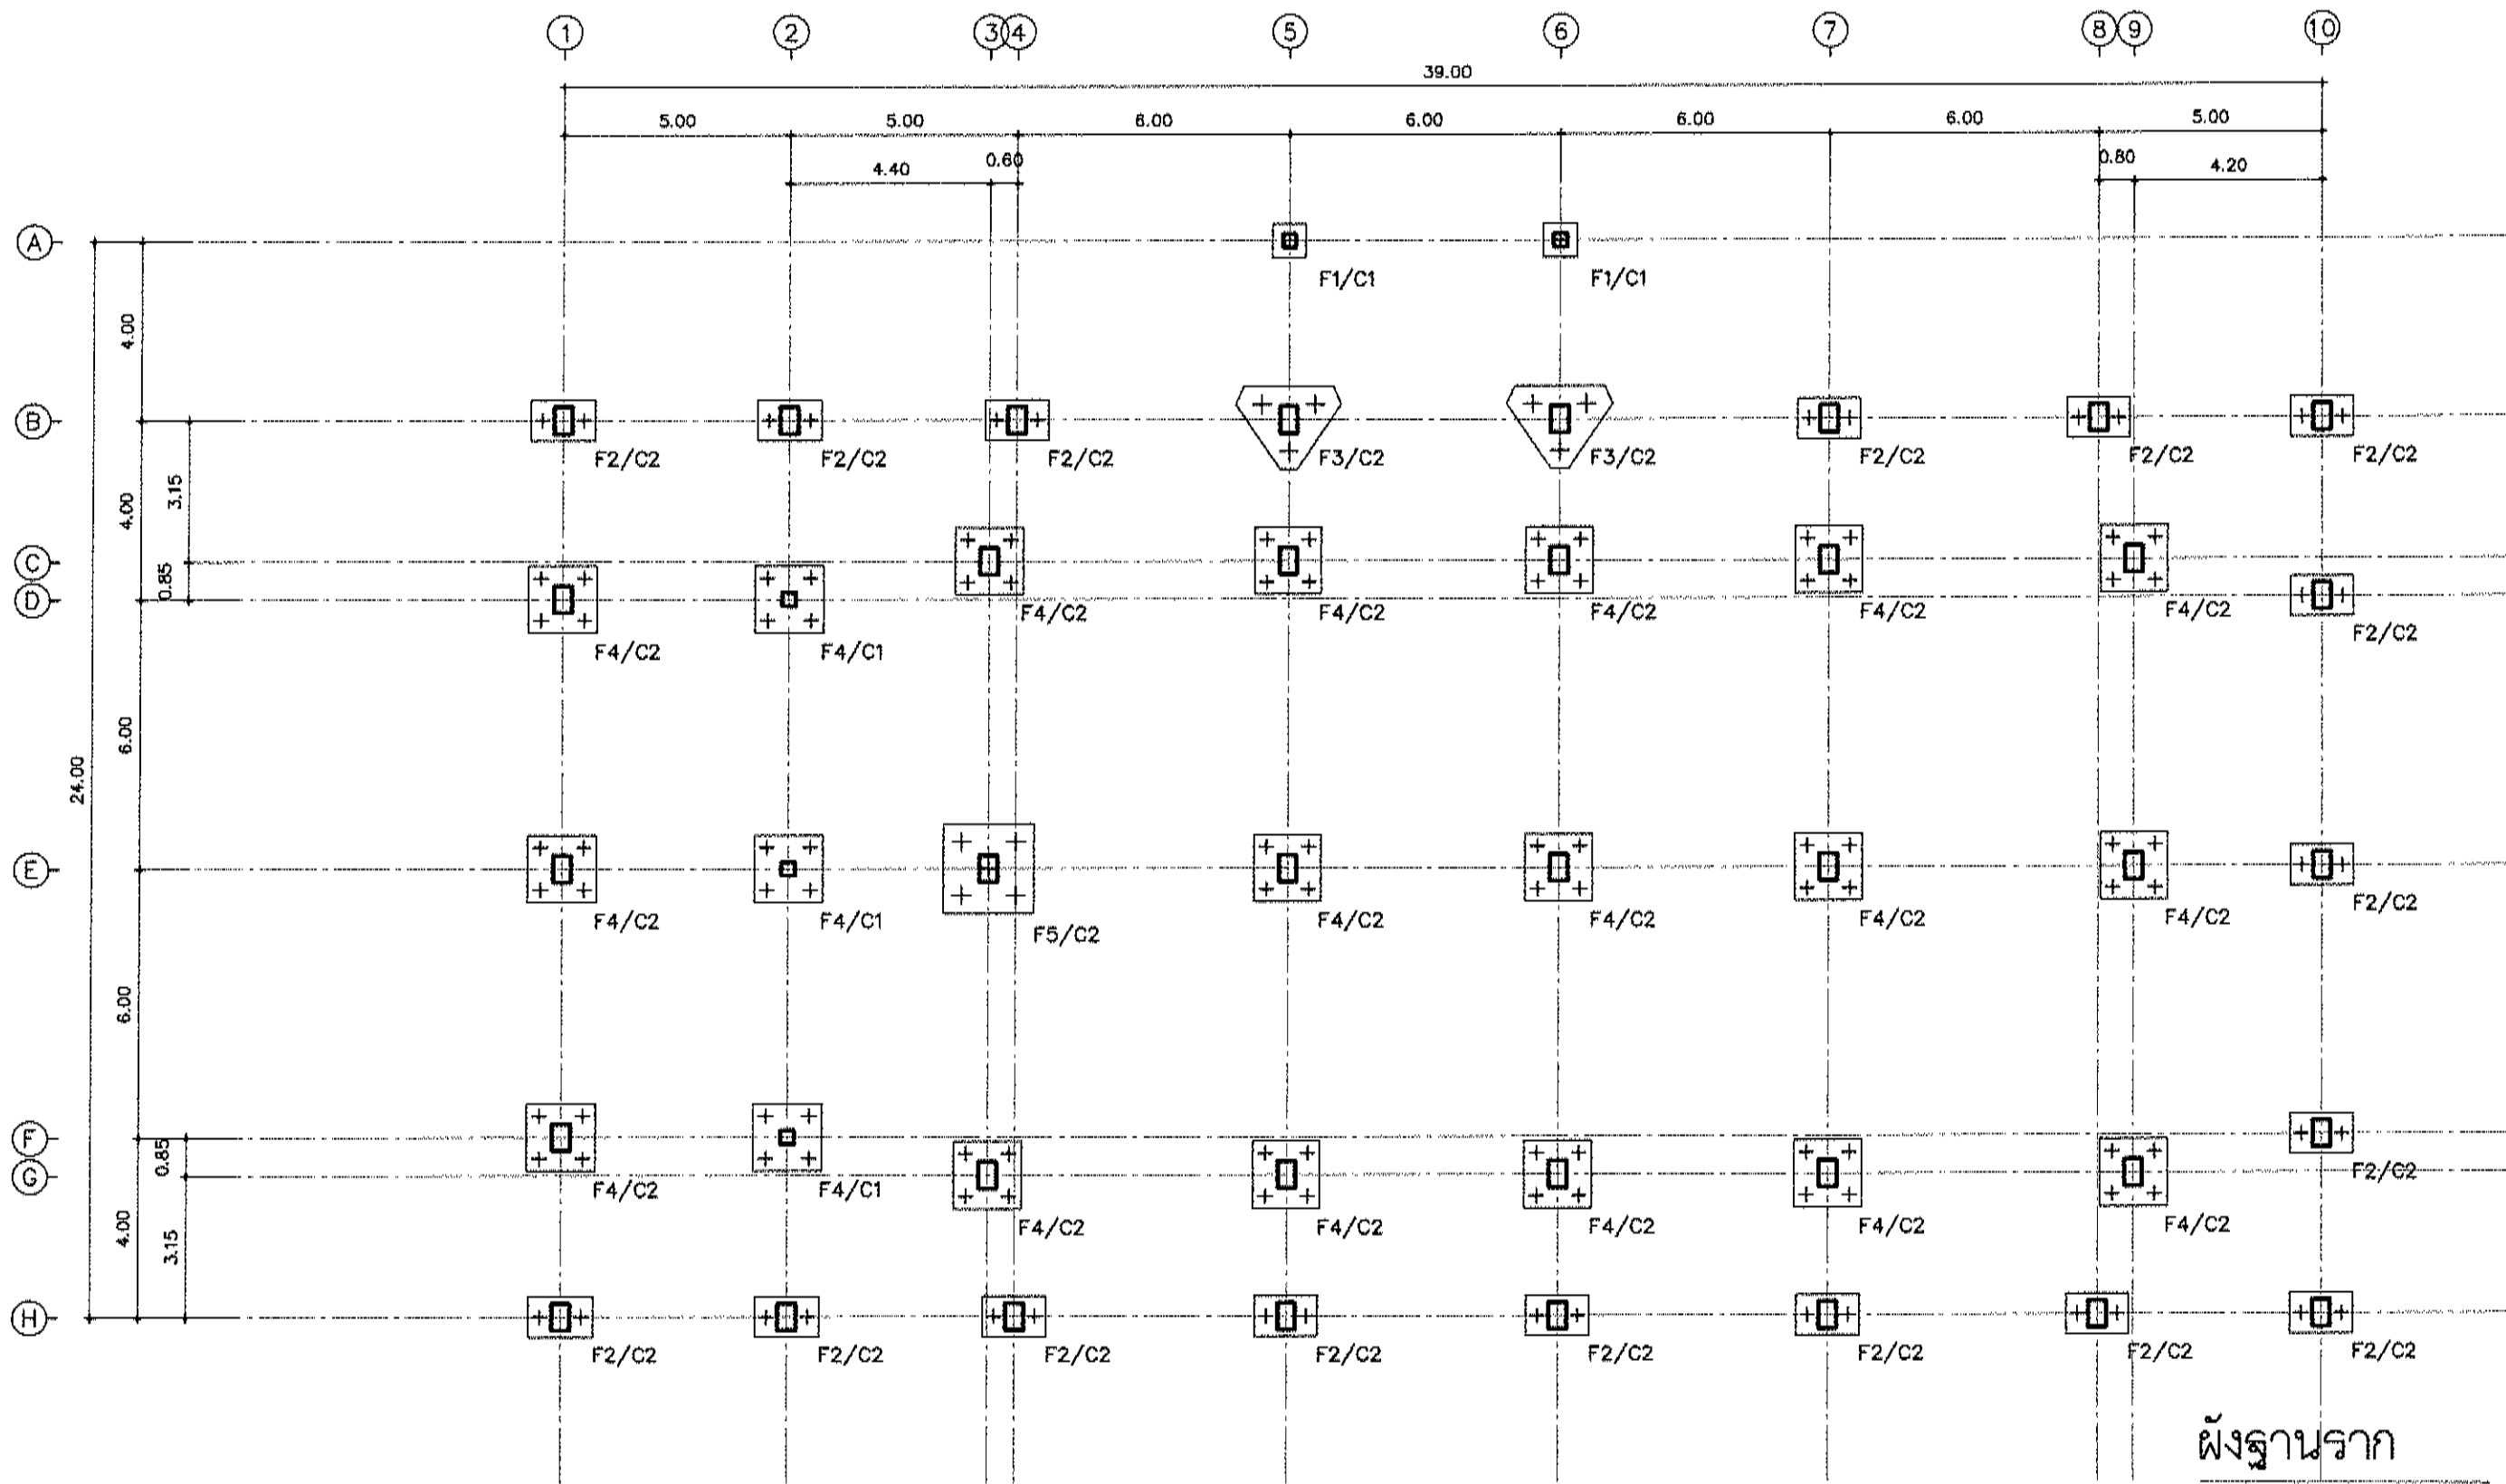 1 2 3 4 5 6 7 8 9 10
39.00
5.00 5.00 6.00 6.00 6.00 6.00 5.00
4.40 0.60 0.80 4.20
A
F1/C1 F1/C1
4.00
B
F2/C2 F2/C2 F2/C2 F3/C2 F3/C2 F2/C2 F2/C2 F2/C2
4.00 3.15
C
0.85
D
F4/C2 F4/C2 F4/C2 F4/C2 F4/C2 F2/C2
F4/C2 F4/C1
6.00
24.00
E
F4/C2 F4/C1 F5/C2 F4/C2 F4/C2 F4/C2 F4/C2 F2/C2
6.00
F
0.85
G
F4/C2 F4/C1 F2/C2
F4/C2 F4/C2 F4/C2 F4/C2 F4/C2
4.00 3.15
H
F2/C2 F2/C2 F2/C2 F2/C2 F2/C2 F2/C2 F2/C2 F2/C2
ผังฐานราก